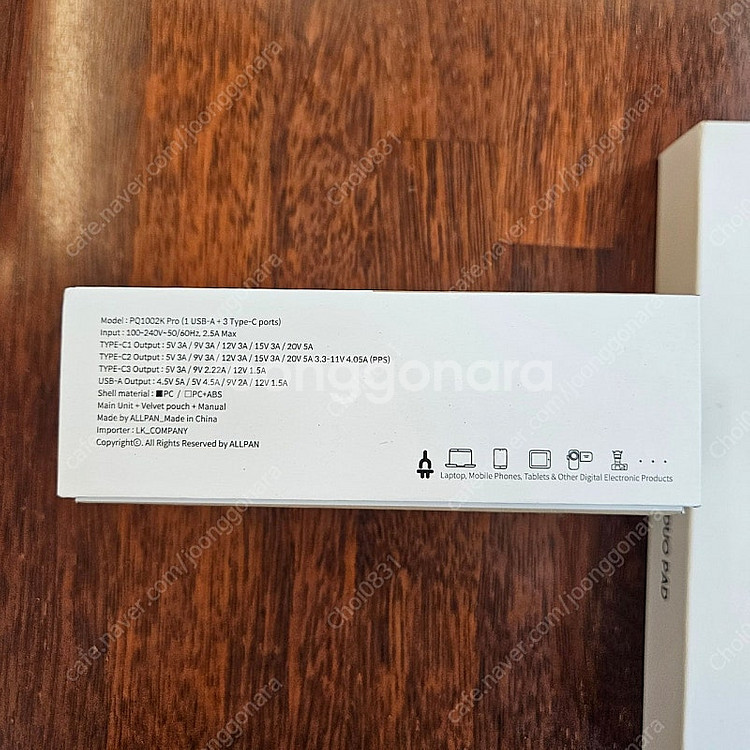 Model : PQ1002K Pro (1 USB-A + 3 Type-C ports)
Input : 100-240V~50/60Hz, 2.5A Max
TYPE-C1 Output : 5V 3A / 9V 3A / 12V 3A / 15V 3A / 20V 5A
TYPE-C2 Output : 5V 3A / 9V 3A / 12V 3A / 15V 3A / 20V 5A 3.3-11V 4.05A (PPS)
TYPE-C3 Output : 5V 3A / 9V 2.22A / 12V 1.5A
USB-A Output : 4.5V 5A / 5V 4.5A / 9V 2A / 12V 1.5A
Shell material : ■PC / □PC+ABS
Main Unit + Velvet pouch + Manual
Made by ALLPAN_Made in China
Importer : LK_COMPANY
Copyright©. All Rights Reserved by ALLPAN
Laptop, Mobile Phones, Tablets & Other Digital Electronic Products
DUO PAD
joonggonara
cafe.naver.com/joonggonara
Choi0831